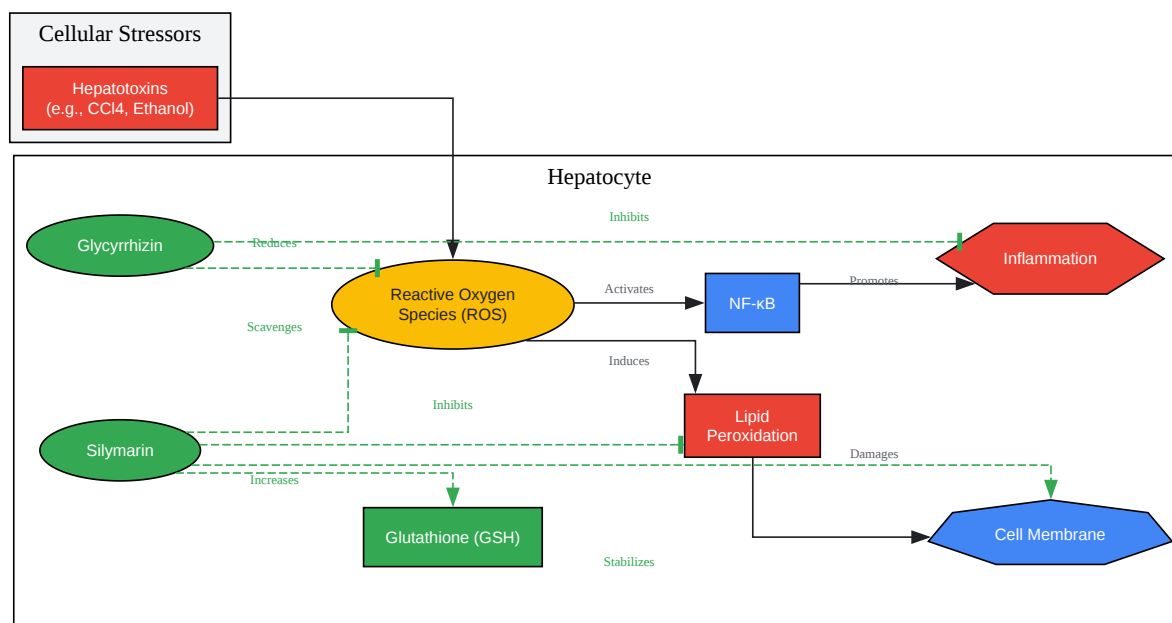 Cellular Stressors
Hepatotoxins
(e.g., CCl4, Ethanol)
Hepatocyte
Inhibits
Glycyrrhizin
Reduces
Inflammation
Reactive Oxygen
Species (ROS)
Activates
NF-κB
Promotes
Scavenges
Induces
Inhibits
Lipid
Peroxidation
Silymarin
Damages
Increases
Glutathione (GSH)
Cell Membrane
Stabilizes